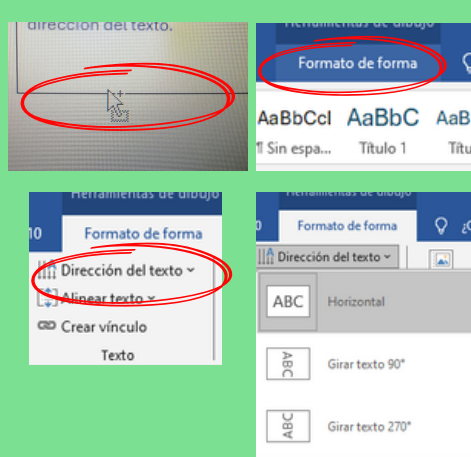 dirección del texto.
Herramientas de dibujo
Formato de forma
AaBbCcI AaBbC AaB
¶ Sin espa... Título 1 Títu
Herramientas de dibujo
10 Formato de forma
Dirección del texto
Alinear texto
Crear vínculo
Texto
Herramientas de dibujo
0 Formato de forma ¿C
Dirección del texto
ABC Horizontal
ABC Girar texto 90°
ABC Girar texto 270°